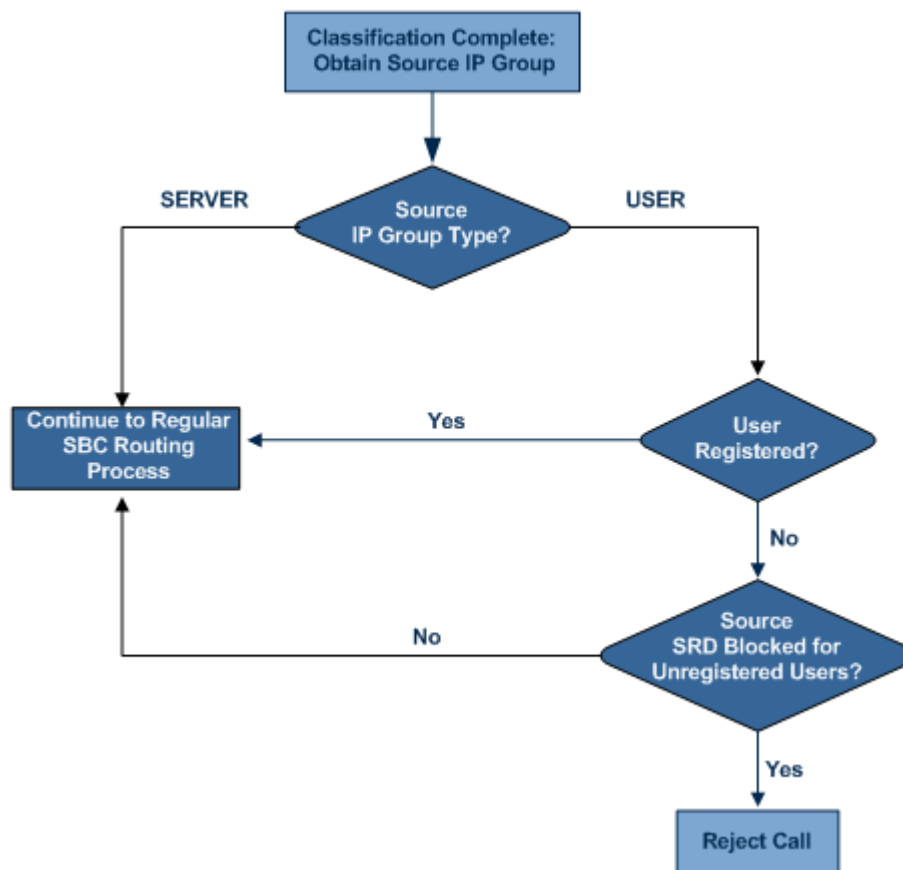 Classification Complete:
Obtain Source IP Group
SERVER
USER
Source
IP Group Type?
Continue to Regular
SBC Routing
Process
Yes
User
Registered?
No
No
Source
SRD Blocked for
Unregistered Users?
Yes
Reject Call